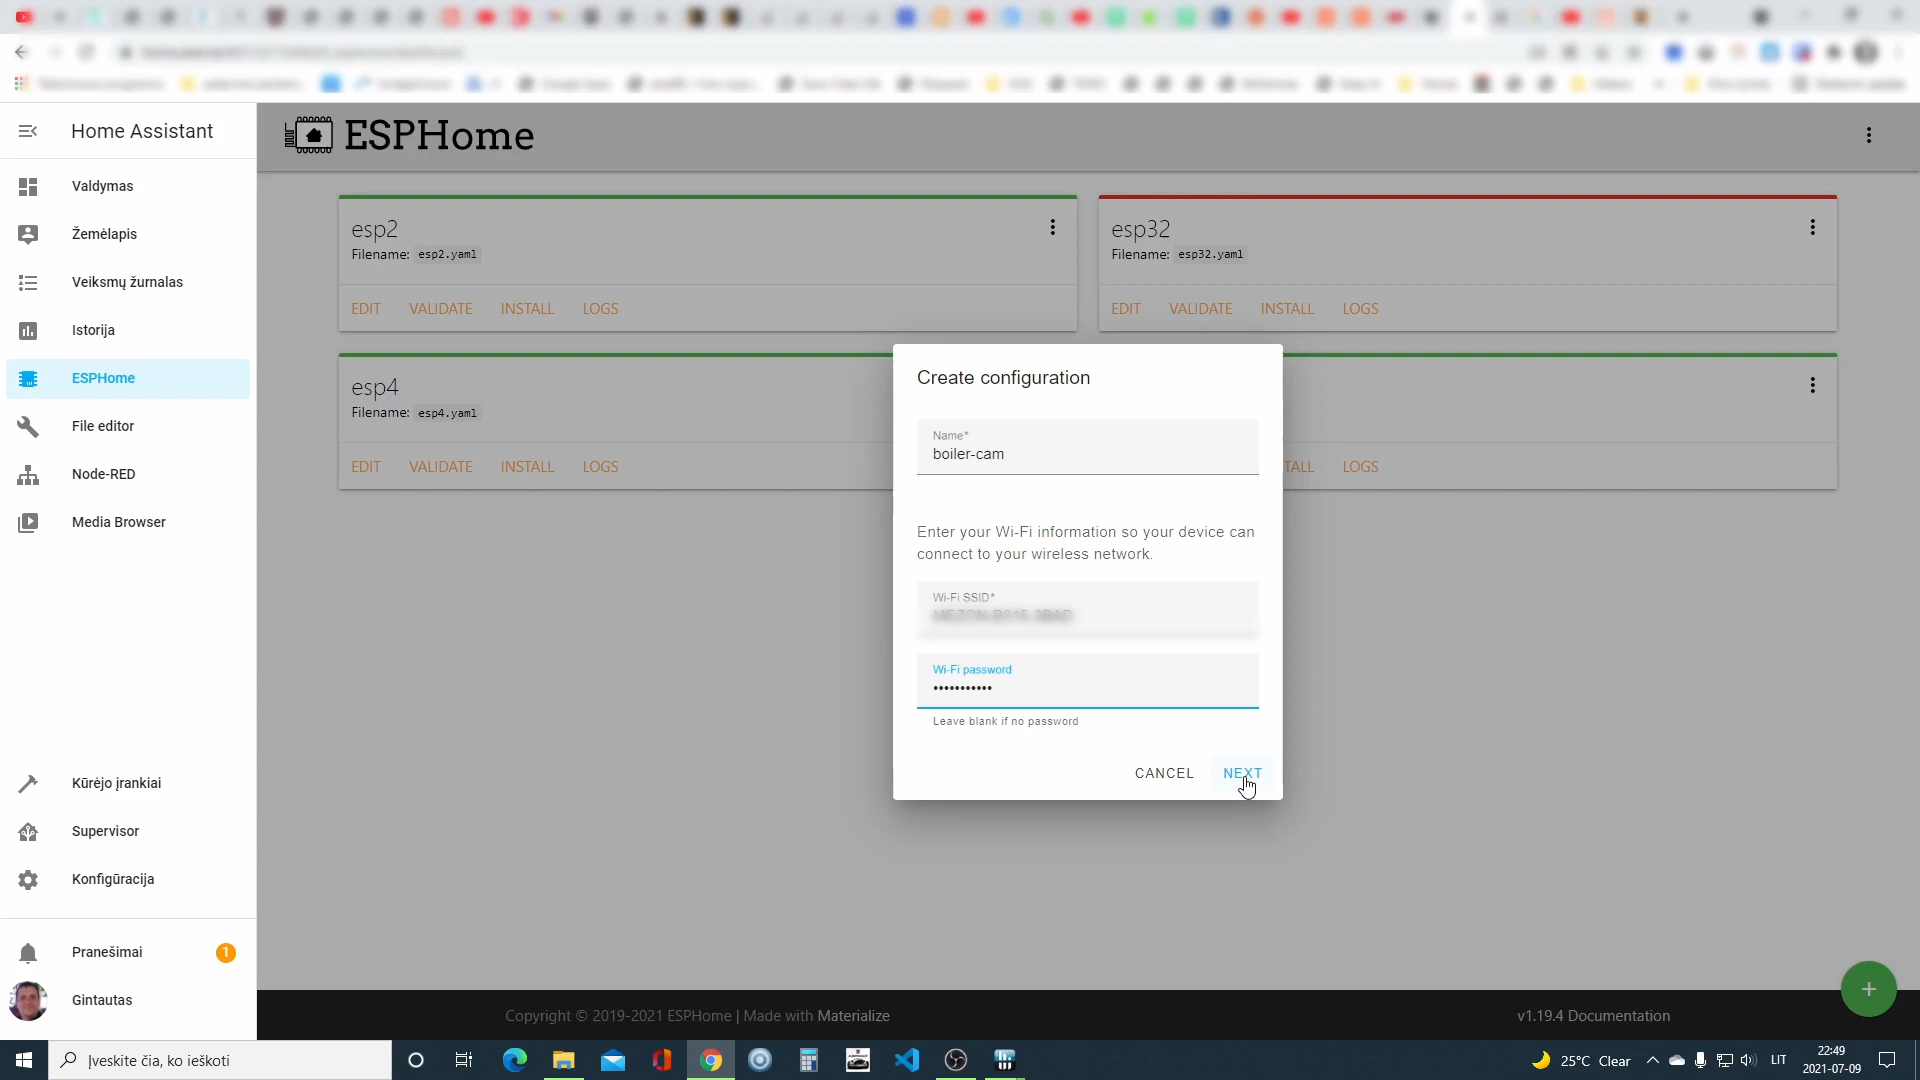 Home Assistant
ESPHome
Valdymas
Žemėlapis
Veiksmų žurnalas
Istorija
ESPHome
File editor
Node-RED
Media Browser
Kūrėjo įrankiai
Supervisor
Konfigūracija
Pranešimai
1
Gintautas
esp2
Filename: esp2.yaml
EDIT VALIDATE INSTALL LOGS
esp32
Filename: esp32.yaml
EDIT VALIDATE INSTALL LOGS
esp4
Filename: esp4.yaml
EDIT VALIDATE INSTALL LOGS
TALL LOGS
Create configuration
Name*
boiler-cam
Enter your Wi-Fi information so your device can
connect to your wireless network.
Wi-Fi SSID*
Wi-Fi password
•••••••••••
Leave blank if no password
CANCEL NEXT
+
Copyright © 2019-2021 ESPHome | Made with Materialize
v1.19.4 Documentation
Įveskite čia, ko ieškoti
25°C Clear
LIT
22:49
2021-07-09